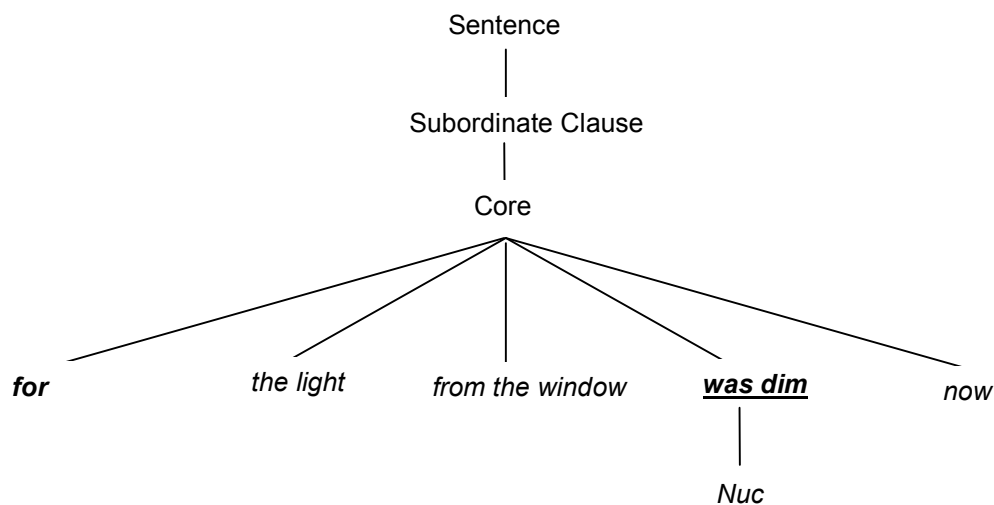 Sentence
Subordinate Clause
Core
for the light from the window was dim now
Nuc